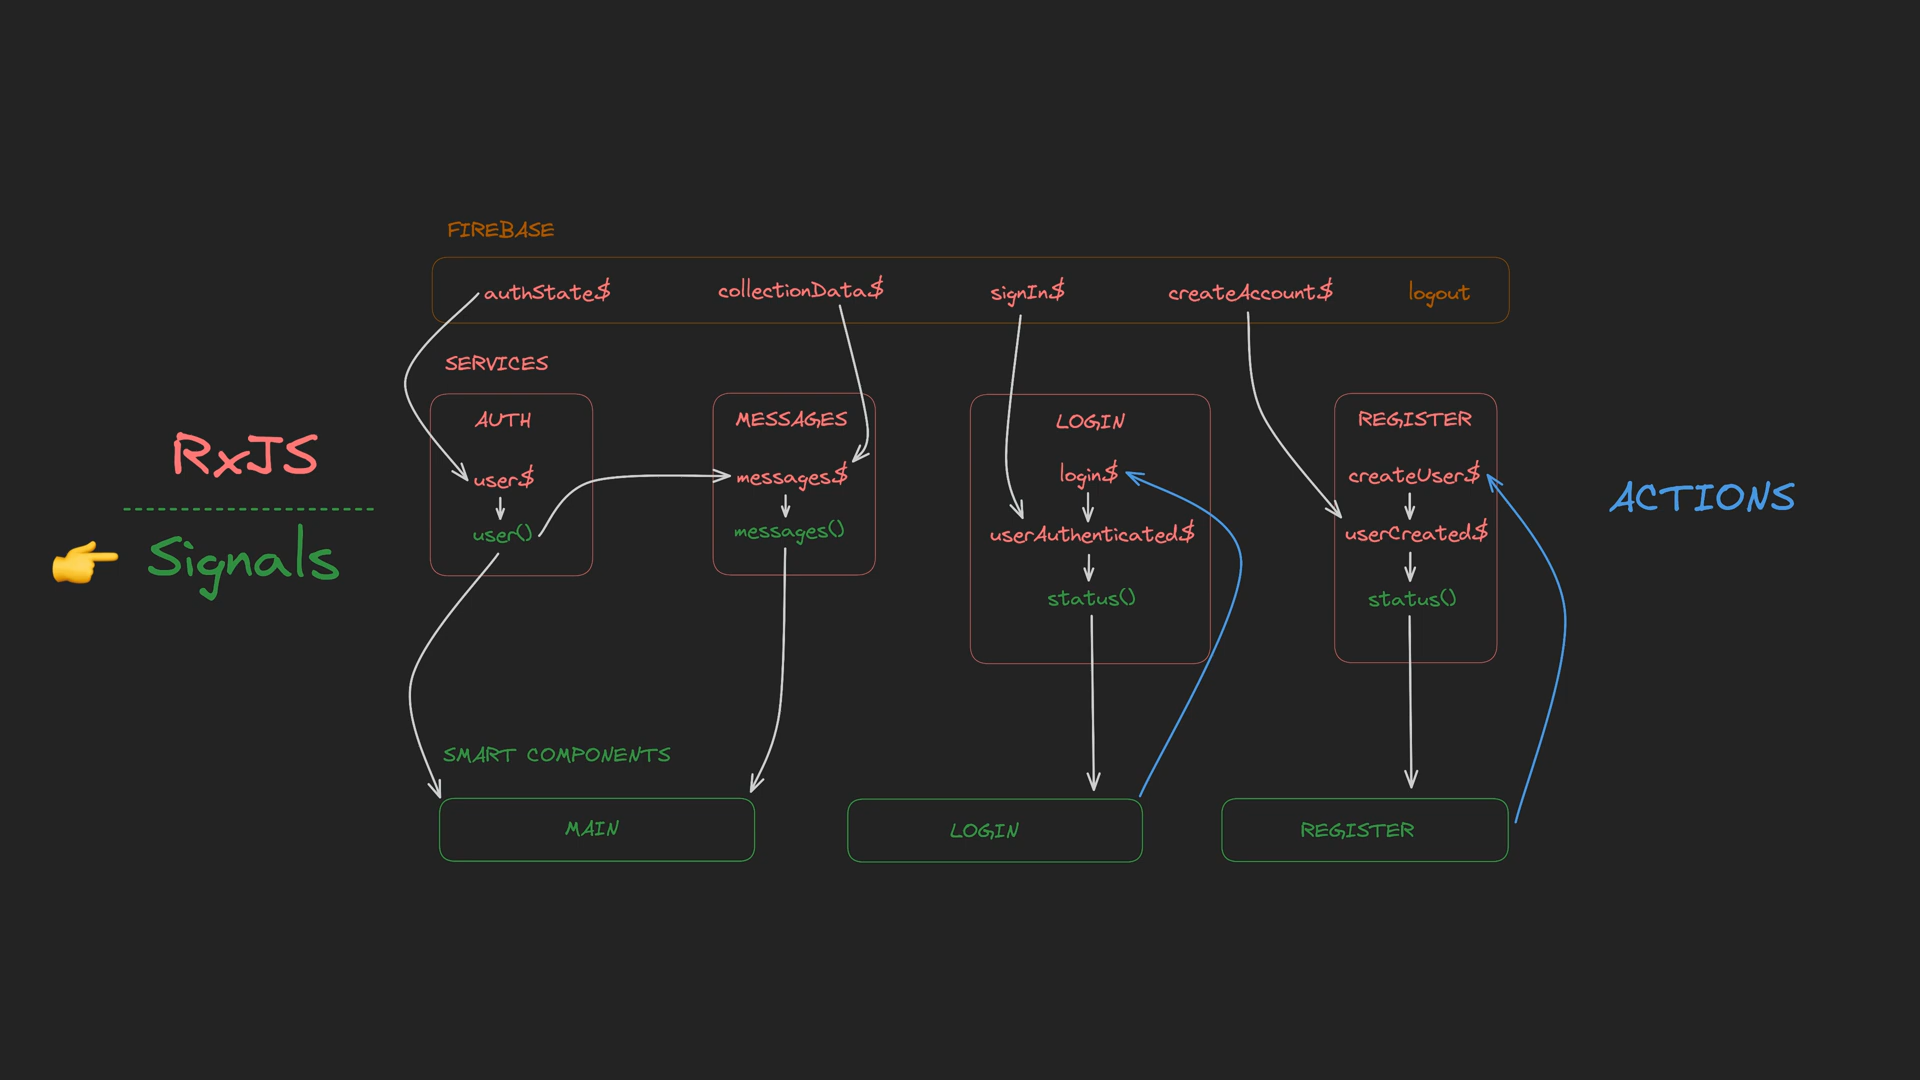 FIREBASE
authState$ collectionData$ signIn$ createAccount$ logout
SERVICES
AUTH MESSAGES LOGIN REGISTER
user$ messages$ login$ createUser$
user() messages() userAuthenticated$ userCreated$
status() status()
RxJS
Signals
ACTIONS
SMART COMPONENTS
MAIN LOGIN REGISTER